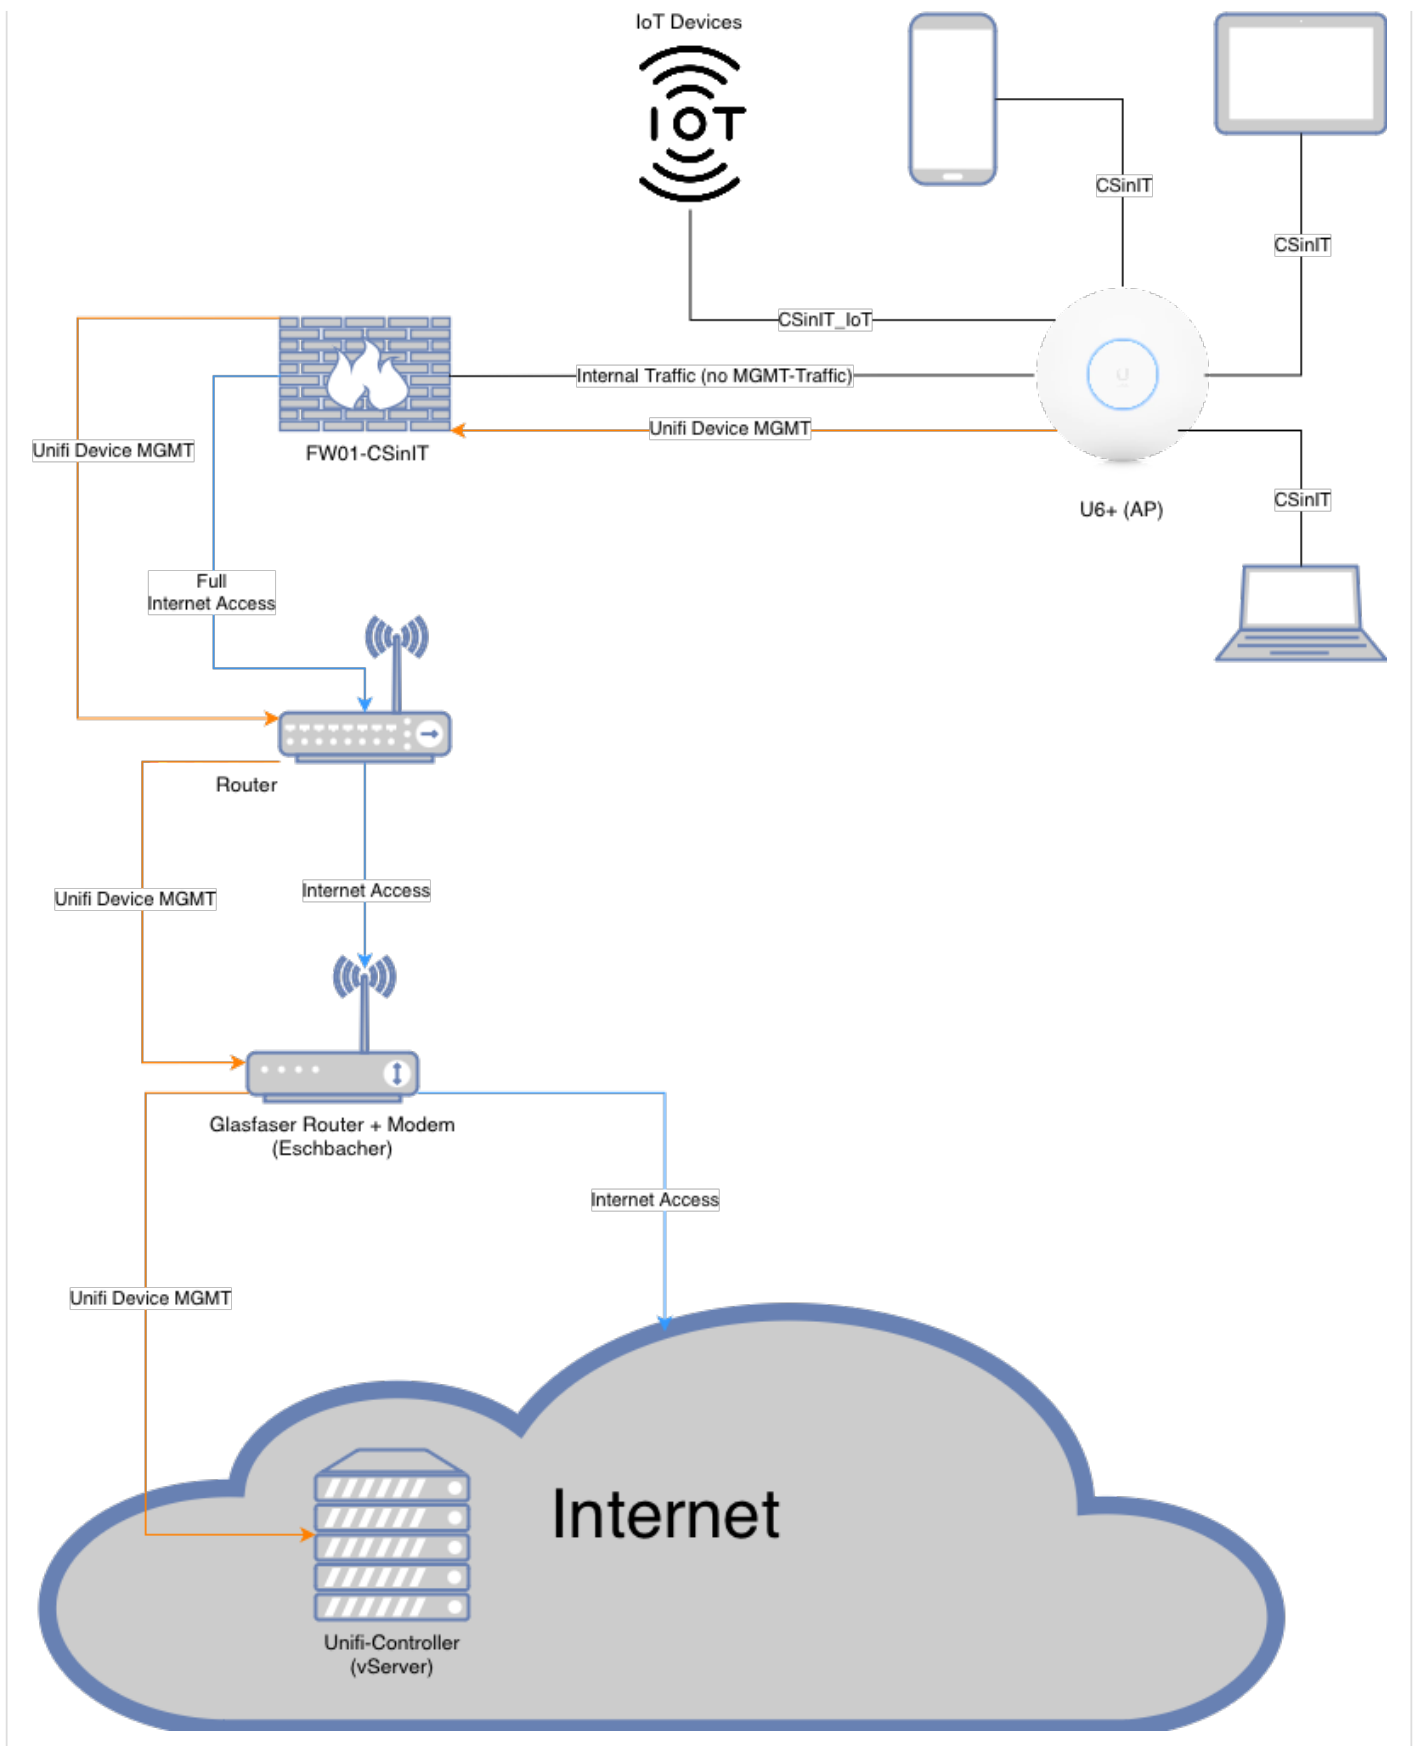 IoT Devices
IOT
CSinIT
CSinIT
CSinIT_IoT
Internal Traffic (no MGMT-Traffic)
Unifi Device MGMT
Unifi Device MGMT
FW01-CSinIT
U
CSinIT
U6+ (AP)
Full
Internet Access
Router
Unifi Device MGMT
Internet Access
Glasfaser Router + Modem
(Eschbacher)
Internet Access
Unifi Device MGMT
Internet
Unifi-Controller
(vServer)